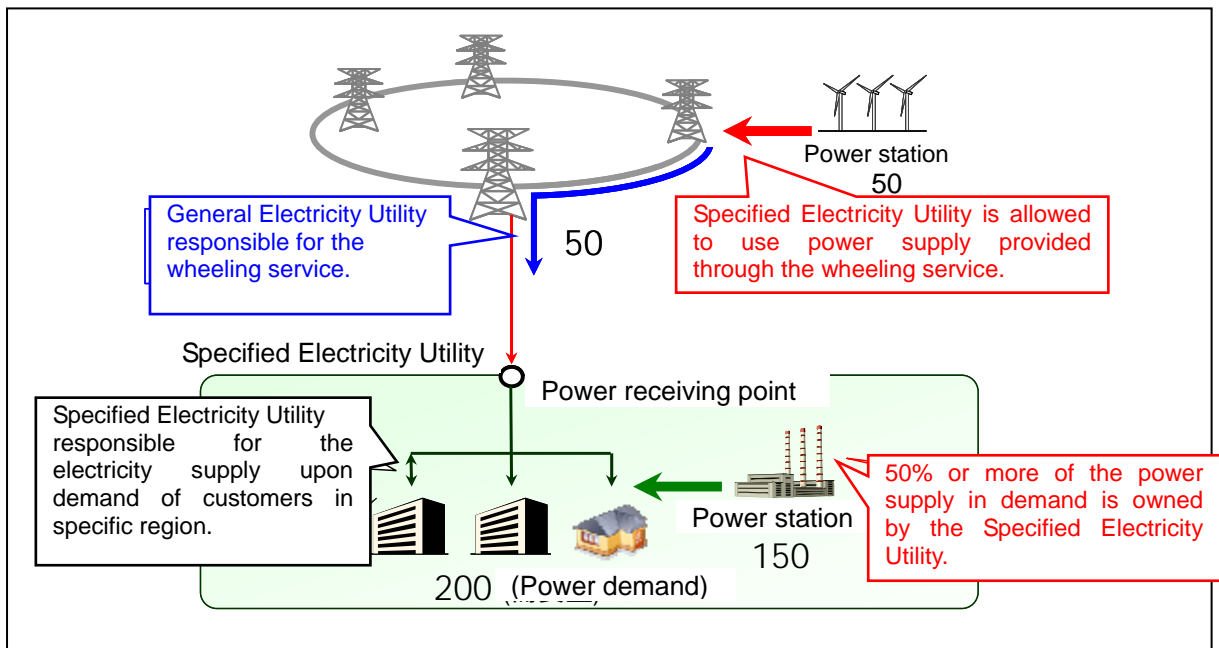 Power station
50
General Electricity Utility
responsible for the
wheeling service.
50
Specified Electricity Utility is allowed
to use power supply provided
through the wheeling service.
Specified Electricity Utility
Power receiving point
Specified Electricity Utility
responsible for the
electricity supply upon
demand of customers in
specific region.
Power station
150
50% or more of the power
supply in demand is owned
by the Specified Electricity
Utility.
200 (Power demand)